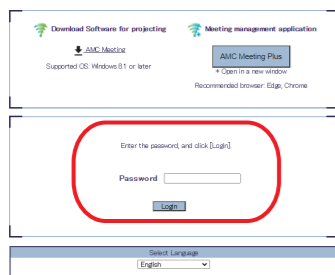 Download Software for projecting
AMC Meeting
Supported OS: Windows 8.1 or later
Meeting management application
AMC Meeting Plus
* Open in a new window
Recommended browser: Edge, Chrome
Enter the password, and click [Login].
Password
Login
Select Language
English